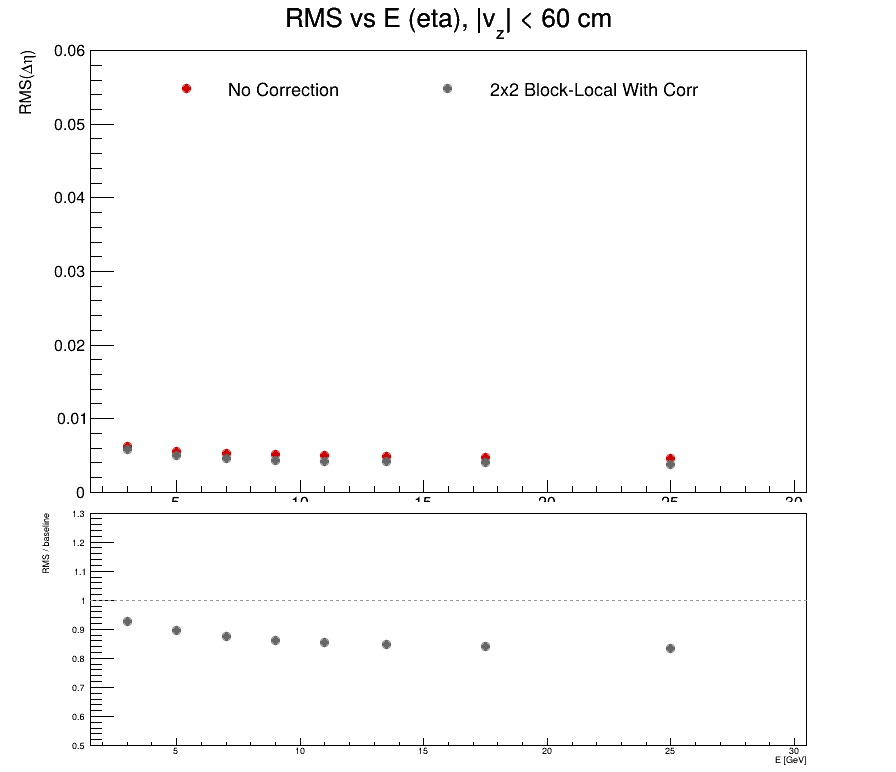 RMS vs E (eta), |v_z| < 60 cm
RMS(Δη)
No Correction 2x2 Block-Local With Corr
0.06
0.05
0.04
0.03
0.02
0.01
0
5 10 15 20 25 30
RMS / baseline
1.3
1.2
1.1
1
0.9
0.8
0.7
0.6
0.5
5 10 15 20 25 30
E [GeV]